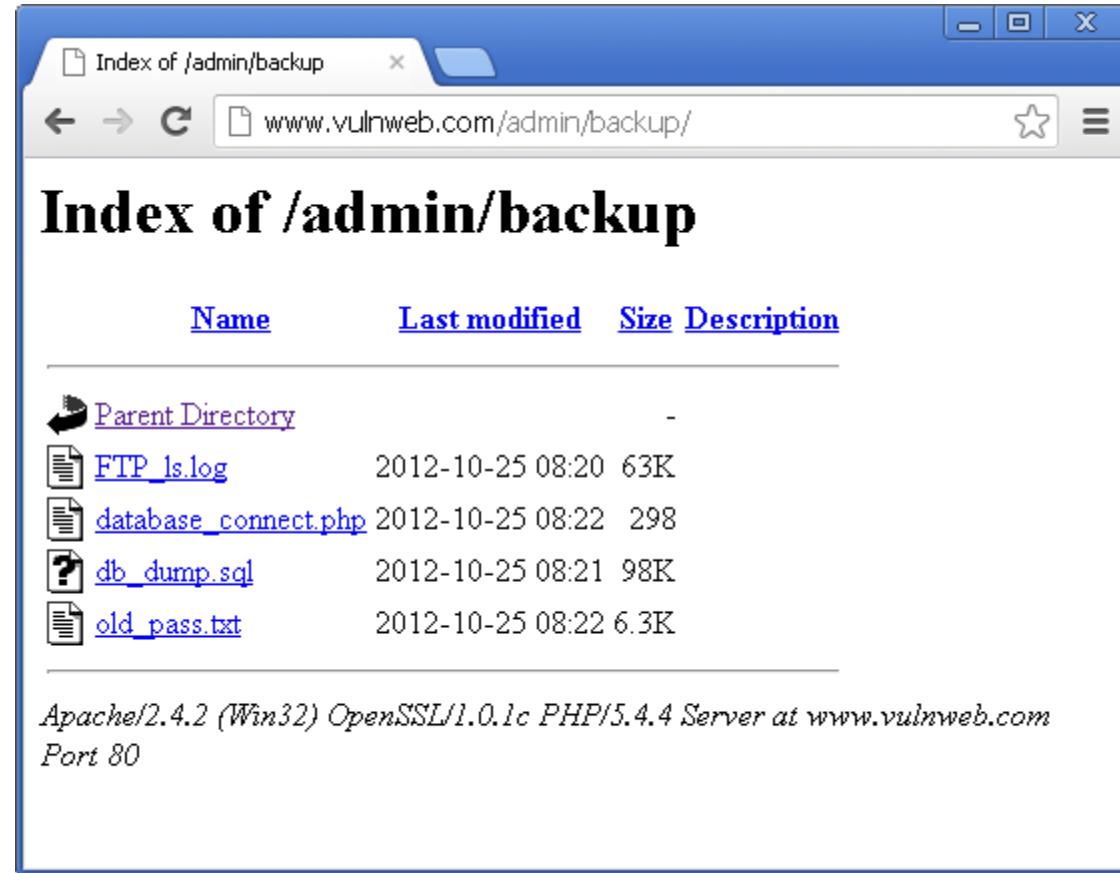 Index of /admin/backup
www.vulnweb.com/admin/backup/
Index of /admin/backup
Name Last modified Size Description
Parent Directory -
FTP_ls.log 2012-10-25 08:20 63K
database_connect.php 2012-10-25 08:22 298
db_dump.sql 2012-10-25 08:21 98K
old_pass.txt 2012-10-25 08:22 6.3K
Apache/2.4.2 (Win32) OpenSSL/1.0.1c PHP/5.4.4 Server at www.vulnweb.com
Port 80